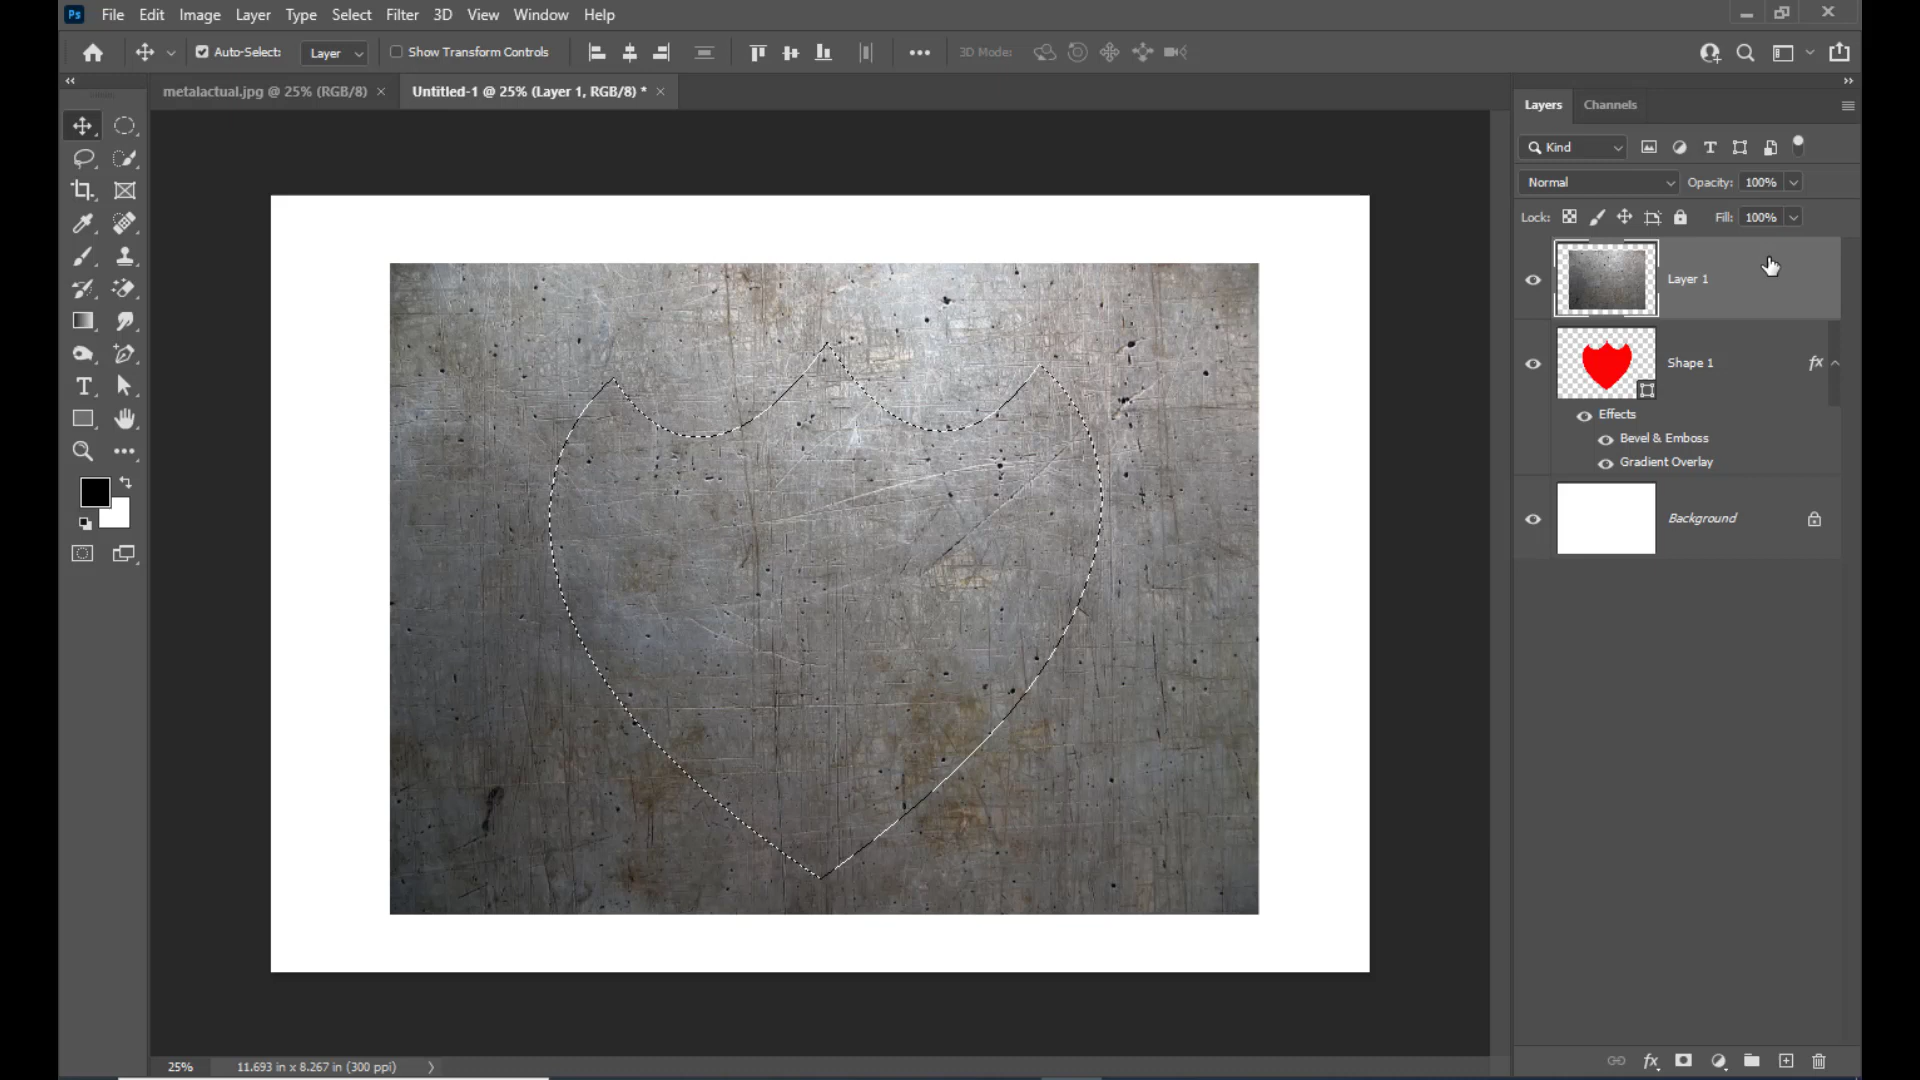 Ps File Edit Image Layer Type Select Filter 3D View Window Help
Auto-Select: Layer Show Transform Controls 3D Mode:
metalactual.jpg @ 25% (RGB/8) × Untitled-1 @ 25% (Layer 1, RGB/8) * ×
Layers Channels
Kind
Normal Opacity: 100%
Lock: Fill: 100%
Layer 1
Shape 1 fx
Effects
Bevel & Emboss
Gradient Overlay
Background
25% 11.693 in x 8.267 in (300 ppi)